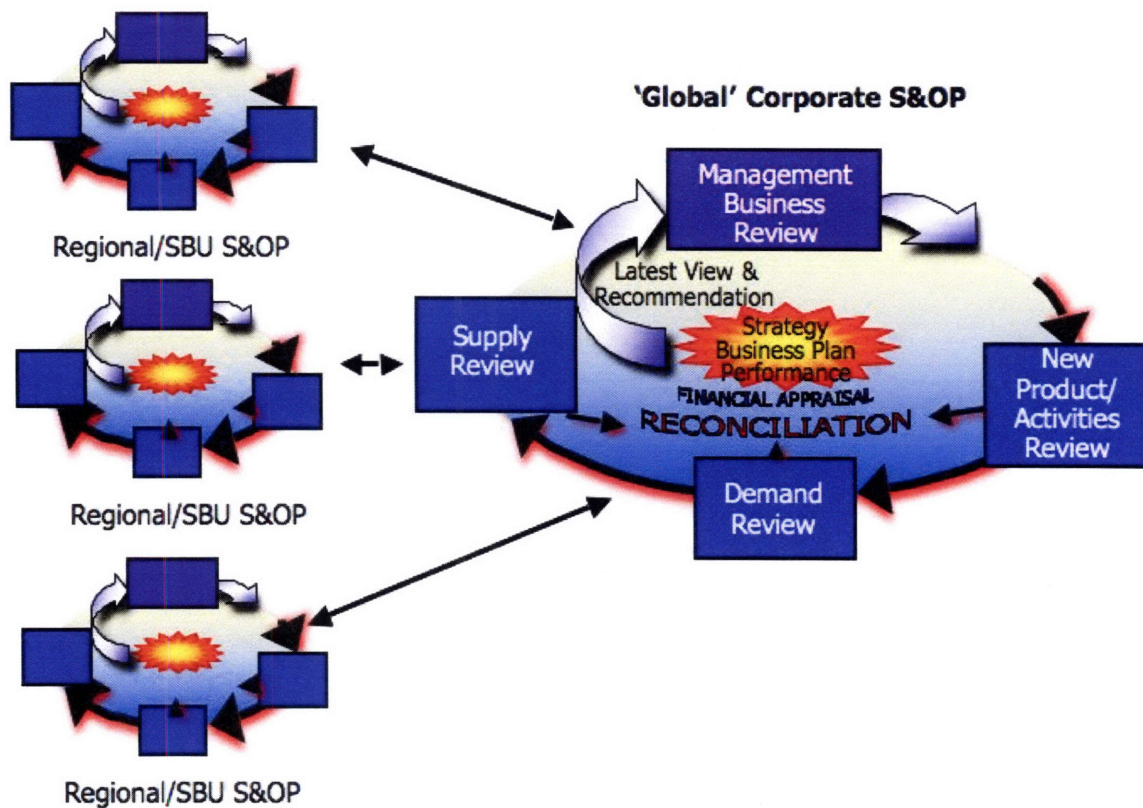 'Global' Corporate S&OP
Management
Business
Review
Latest View &
Recommendation
Supply
Review
Strategy
Business Plan
Performance
FINANCIAL APPRAISAL
RECONCILIATION
New
Product/
Activities
Review
Demand
Review
Regional/SBU S&OP
Regional/SBU S&OP
Regional/SBU S&OP